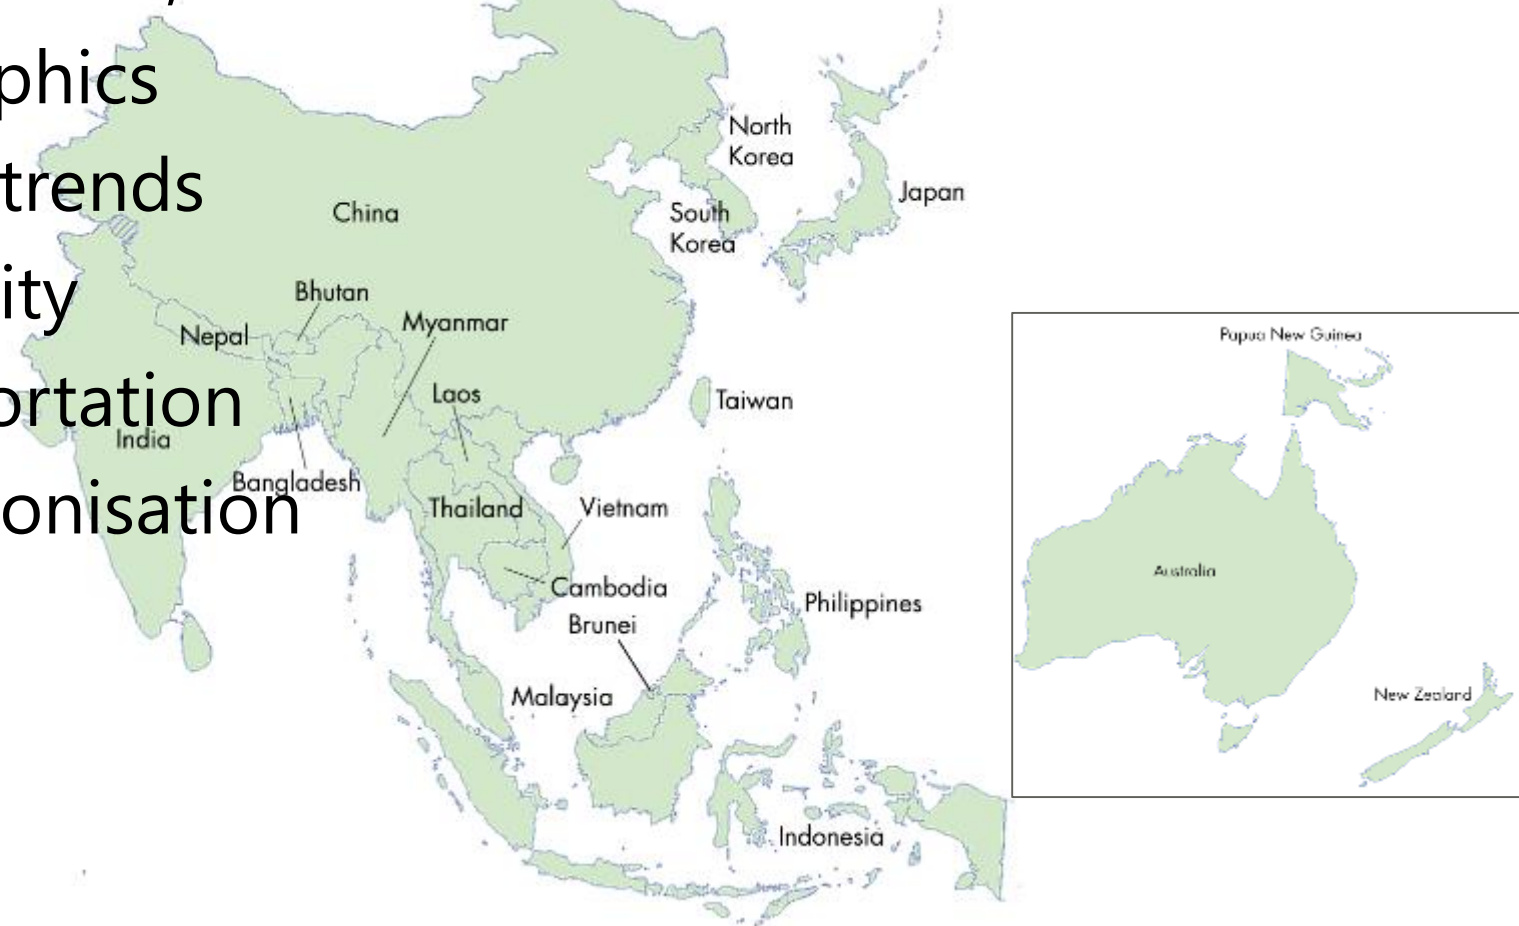 phics
trends
ity
ortation
onisation
North
Korea
Japan
China
South
Korea
Bhutan
Nepal
Myanmar
Laos
Taiwan
India
Bangladesh
Thailand
Vietnam
Cambodia
Brunei
Philippines
Malaysia
Indonesia
Papua New Guinea
Australia
New Zealand